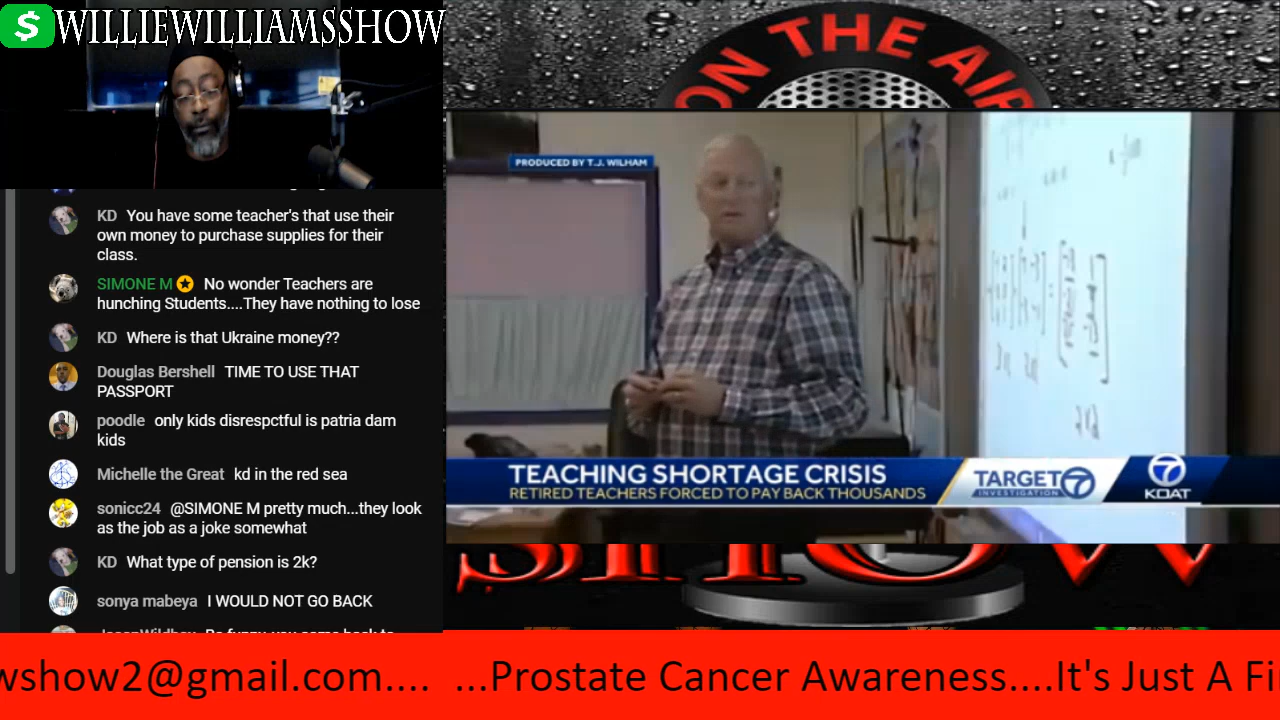 $WILLIEWILLIAMSSHOW
ON THE AIR
PRODUCED BY T.J. WILHAM
KD You have some teacher's that use their
own money to purchase supplies for their
class.
SIMONE M No wonder Teachers are
hunching Students....They have nothing to lose
KD Where is that Ukraine money??
Douglas Bershell TIME TO USE THAT
PASSPORT
poodle only kids disrespctful is patria dam
kids
Michelle the Great kd in the red sea
sonicc24 @SIMONE M pretty much...they look
as the job as a joke somewhat
KD What type of pension is 2k?
sonya mabeya I WOULD NOT GO BACK
TEACHING SHORTAGE CRISIS
RETIRED TEACHERS FORCED TO PAY BACK THOUSANDS
TARGET 7
INVESTIGATION
7
KOAT
SHOW
wshow2@gmail.com.... ...Prostate Cancer Awareness....It's Just A Fi